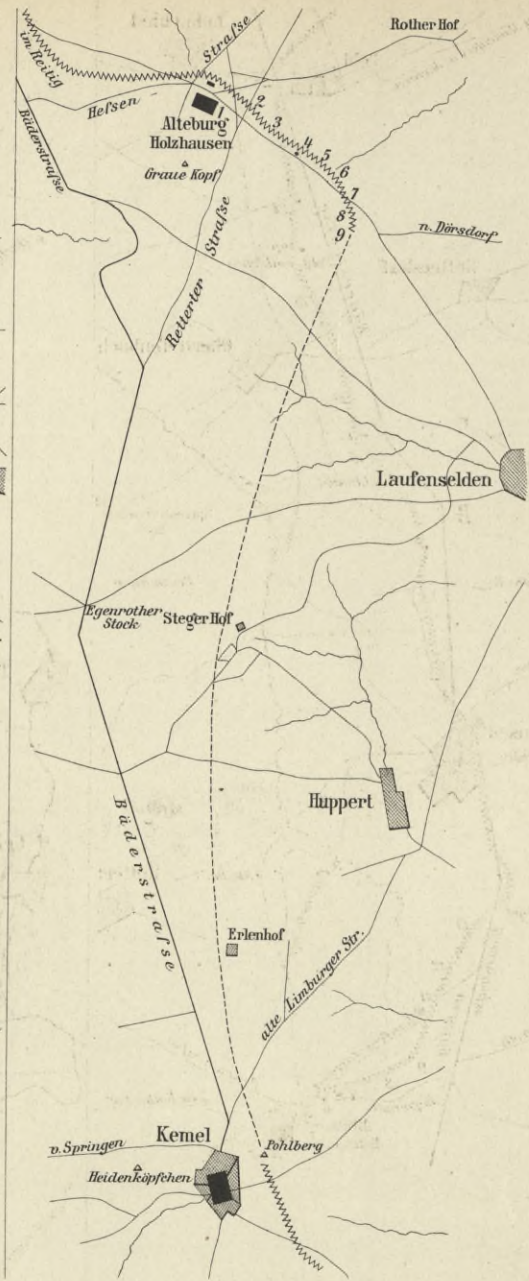 Straſse
Rother Hof
im Reitig
Heſsen
Alteburg
Holzhausen
1
2
3
4
5
6
7
8
9
Bäderstraſse
Graue Kopf
Straſse
Retterter
n. Dörsdorf
Laufenselden
Egenrother
Stock
Steger Hof
Huppert
Bäderstraſse
Erlenhof
alte Limburger Str.
Kemel
v. Springen
Pohlberg
Heidenköpfchen